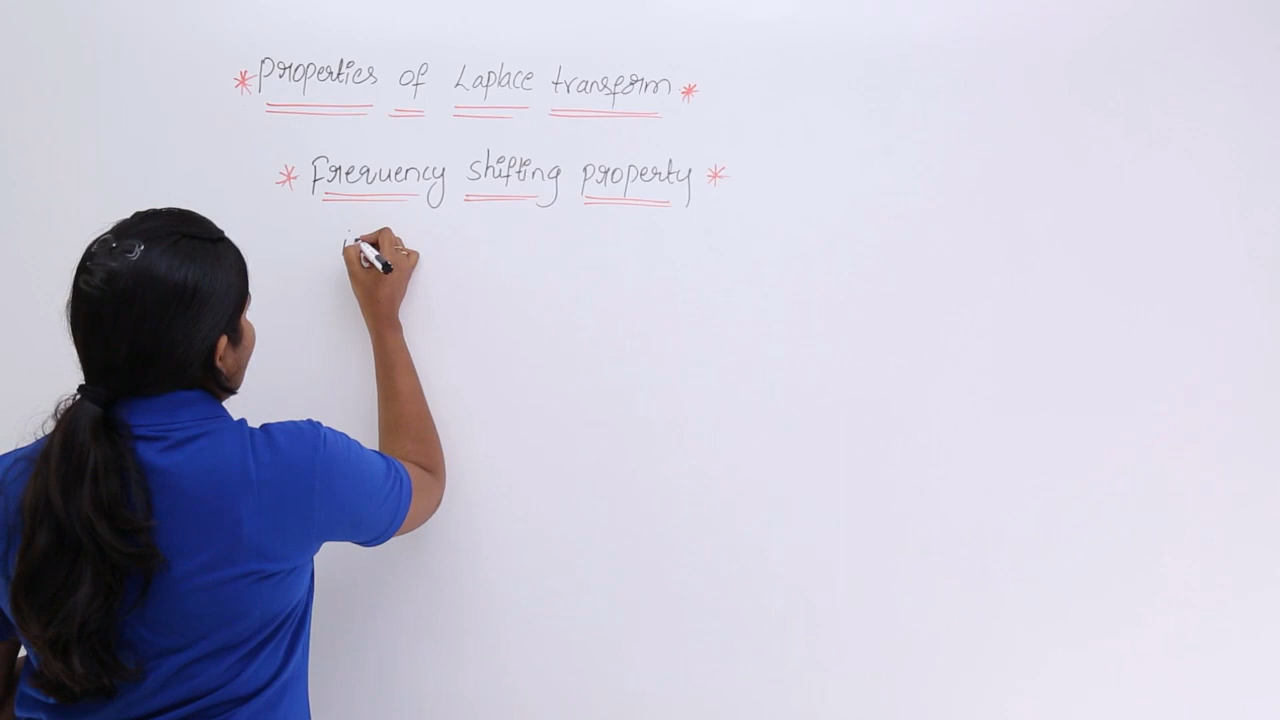 * Properties of Laplace transform *
* frequency shifting property *